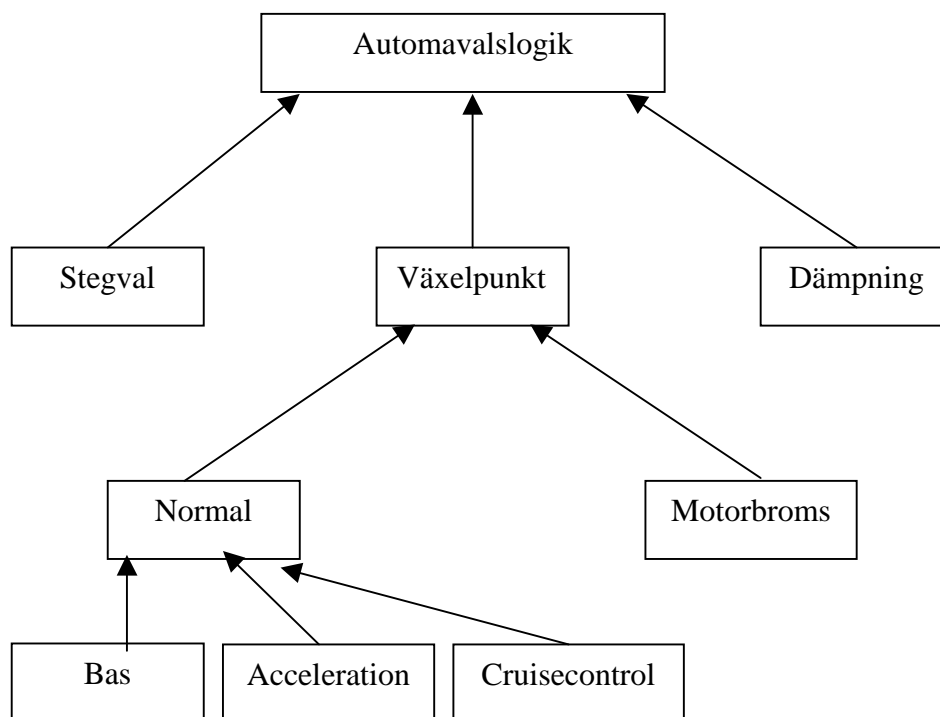 Automavalslogik
Stegval
Växelpunkt
Dämpning
Normal
Motorbroms
Bas
Acceleration
Cruisecontrol